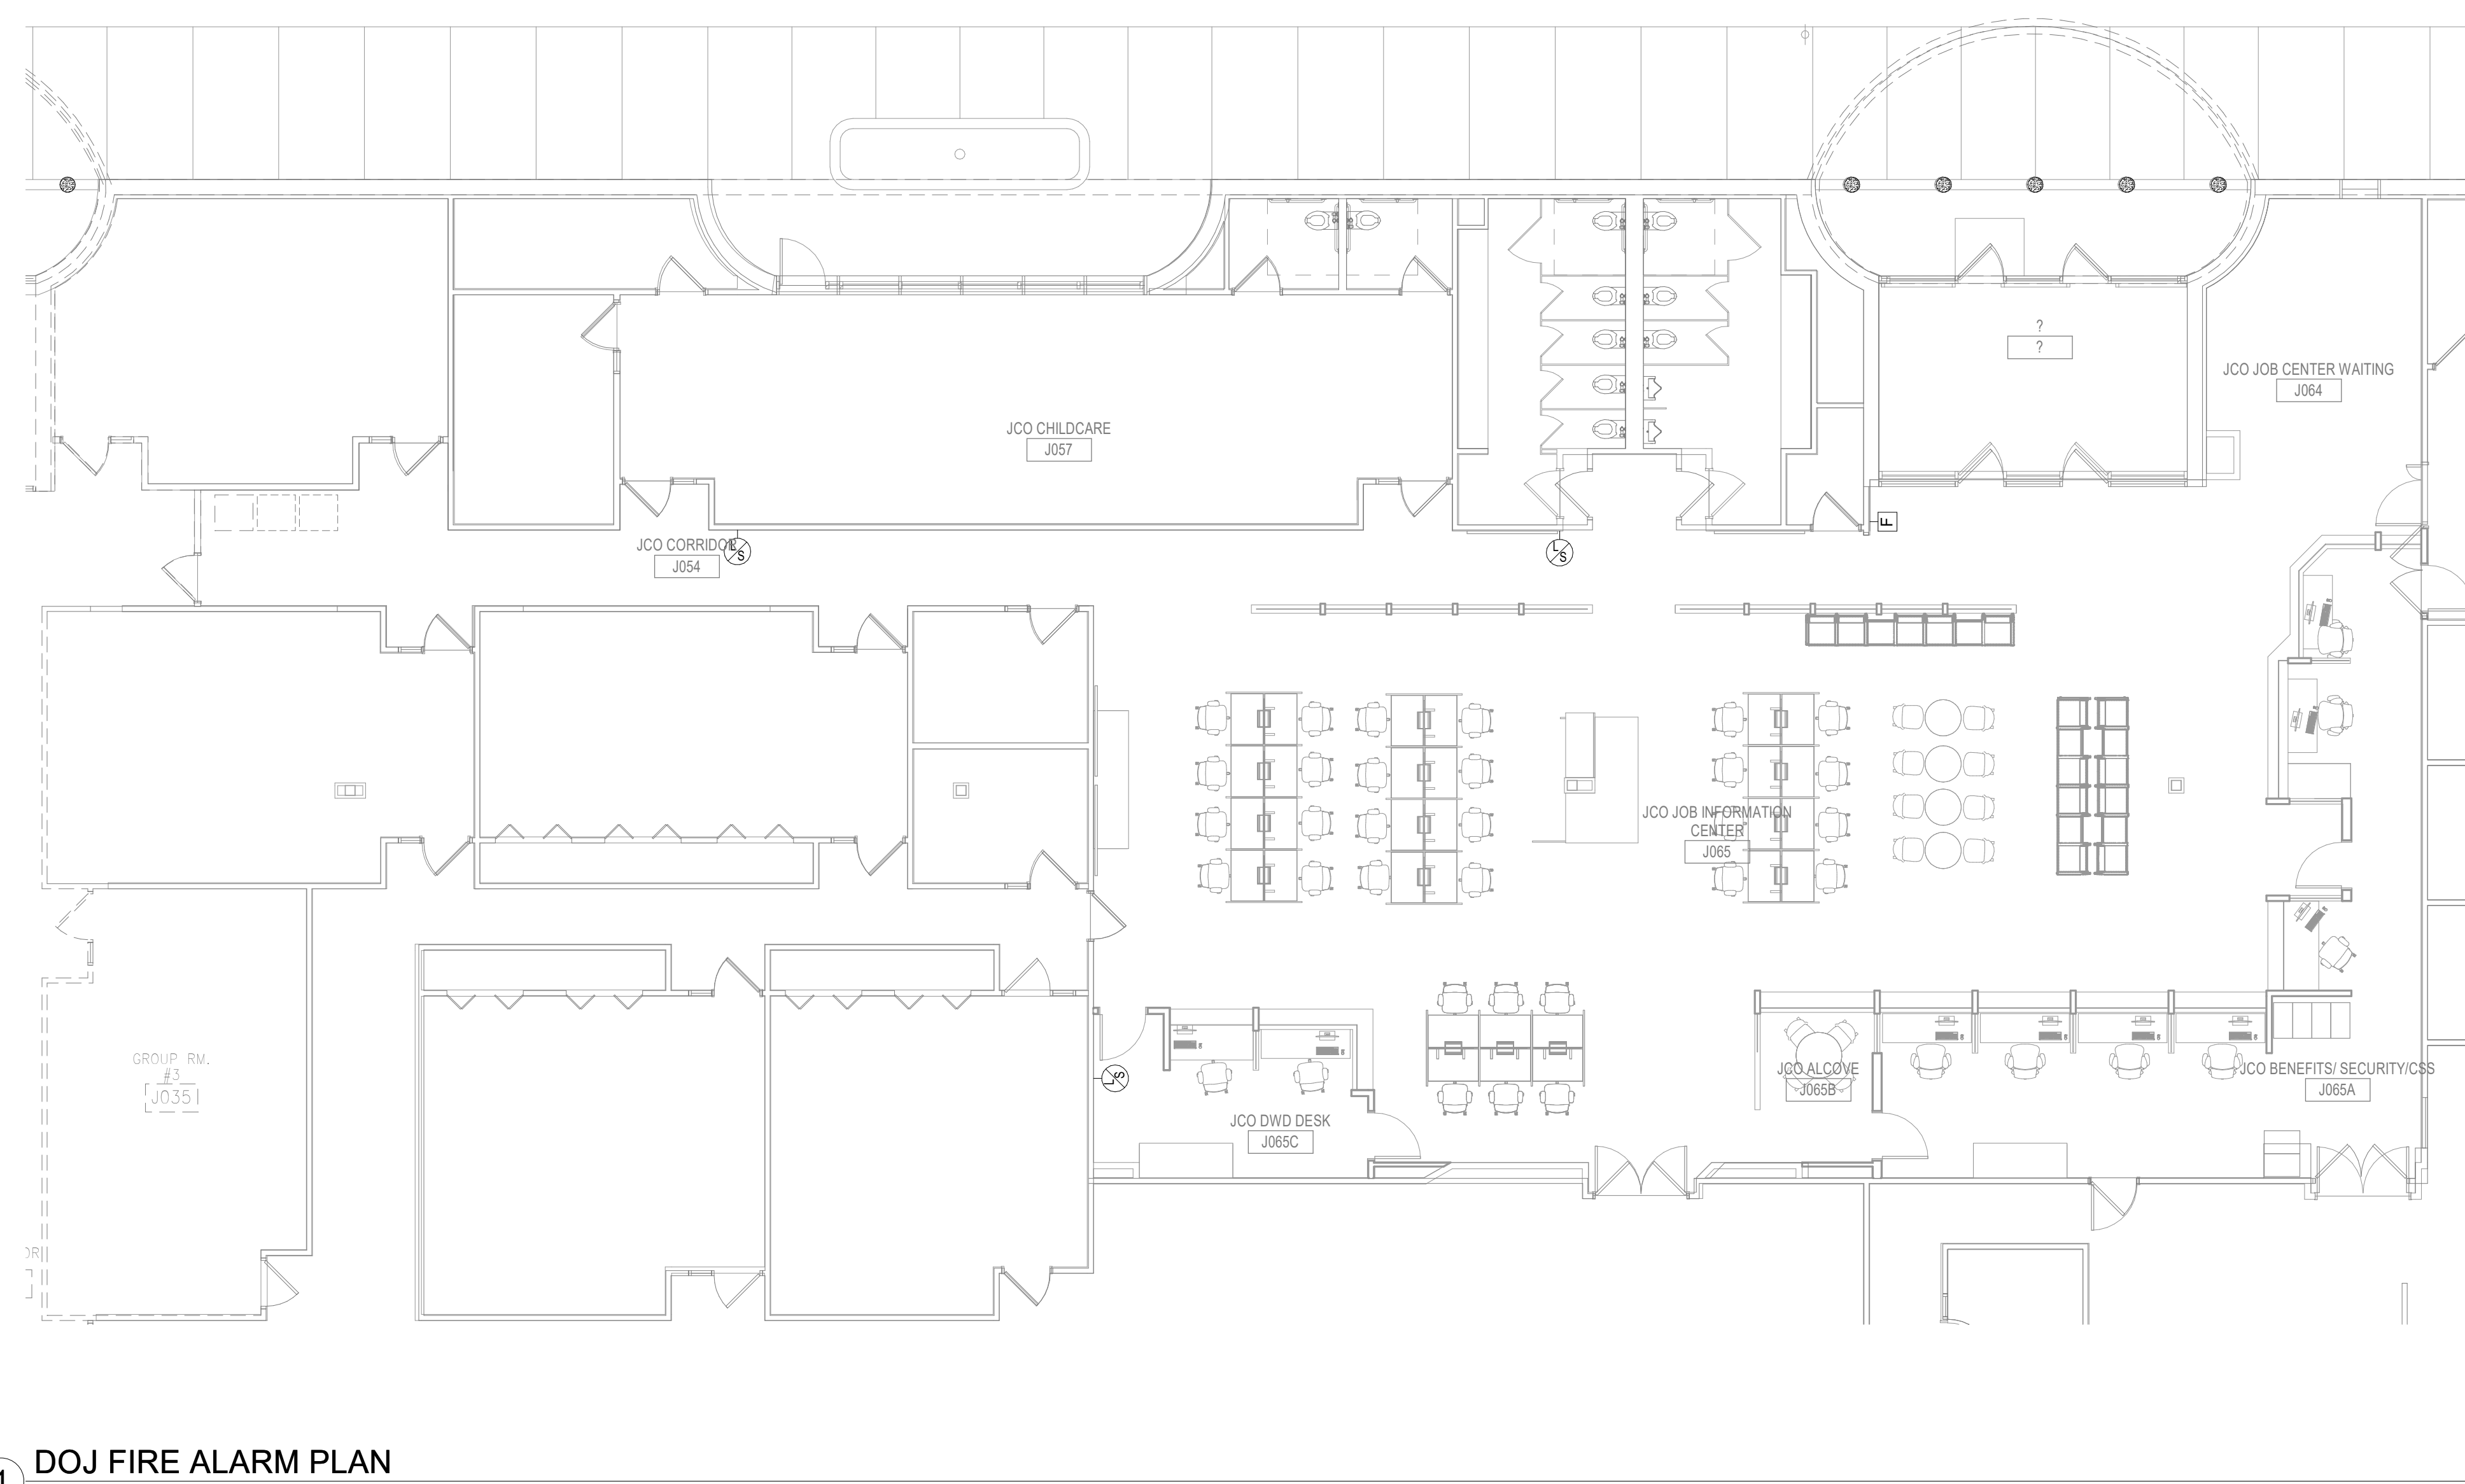 ?
?
JCO JOB CENTER WAITING
J064
JCO CHILDCARE
J057
F
JCO CORRIDOR
J054
L
S
L
S
JCO JOB INFORMATION
CENTER
J065
GROUP RM.
#3
J035
L
S
JCO ALCOVE
J065B
JCO BENEFITS/ SECURITY/CSS
J065A
JCO DWD DESK
J065C
OR
1
DOJ FIRE ALARM PLAN